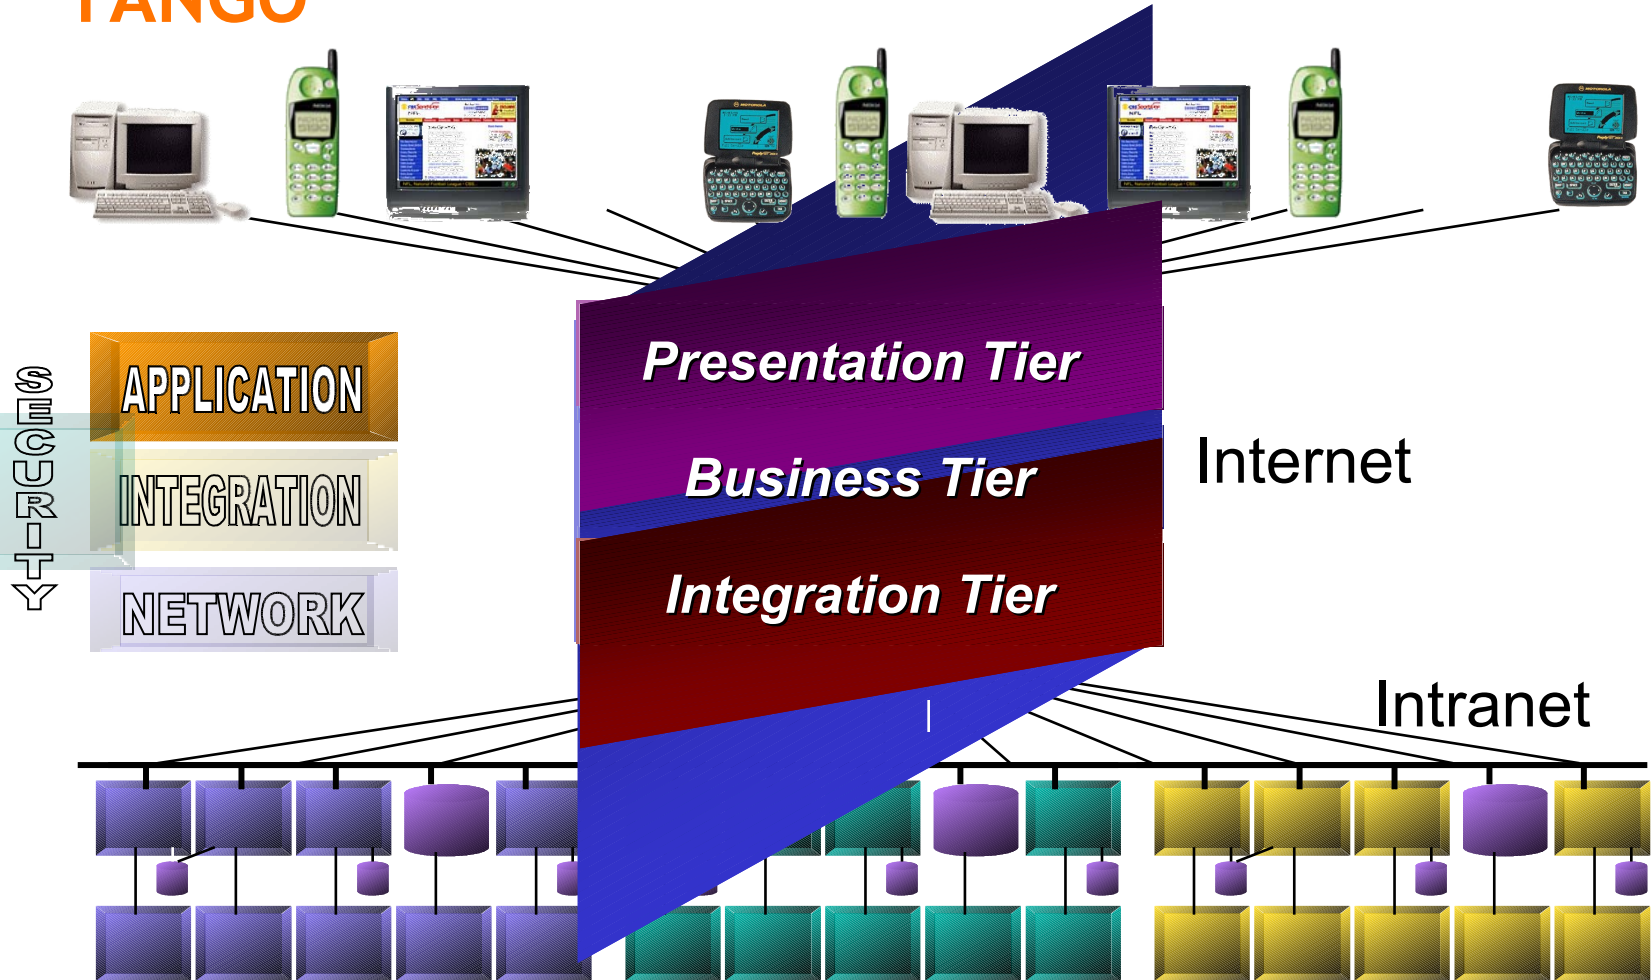 TANGO
Presentation Tier
APPLICATION
SECURITY
Business Tier
Internet
INTEGRATION
Integration Tier
NETWORK
Intranet